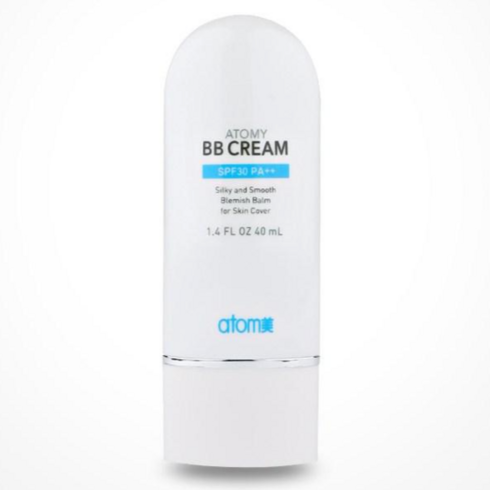 ATOMY
BB CREAM
SPF30 PA++
Silky and Smooth
Blemish Balm
for Skin Cover
1.4 FL OZ 40 mL
atom美